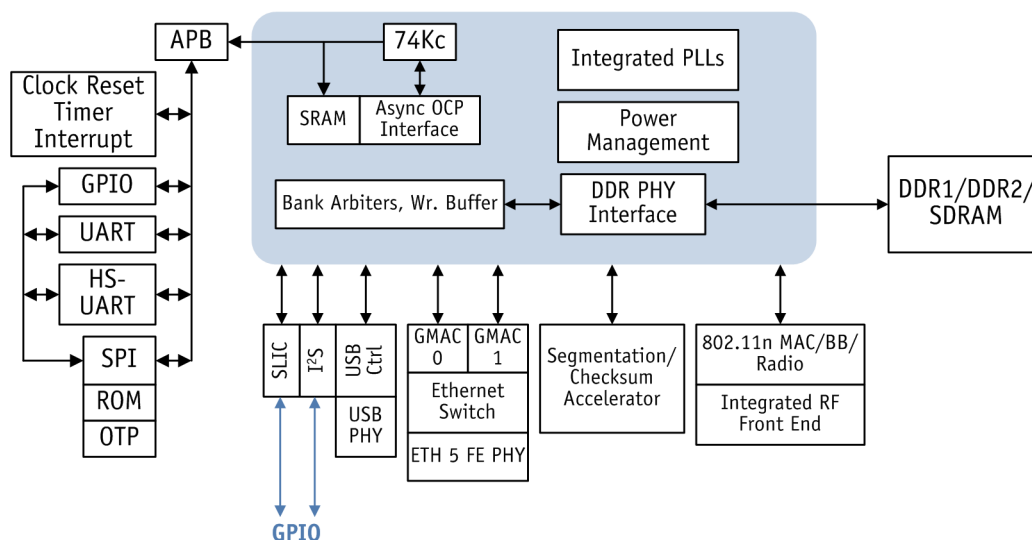 APB
74Kc
Integrated PLLs
Clock Reset
Timer
Interrupt
SRAM
Async OCP
Interface
Power
Management
GPIO
UART
HS-
UART
SPI
ROM
OTP
Bank Arbiters, Wr. Buffer
DDR PHY
Interface
DDR1/DDR2/
SDRAM
SLIC
I²S
USB
Ctrl
USB
PHY
GMAC
0
GMAC
1
Ethernet
Switch
ETH 5 FE PHY
Segmentation/
Checksum
Accelerator
802.11n MAC/BB/
Radio
Integrated RF
Front End
GPIO